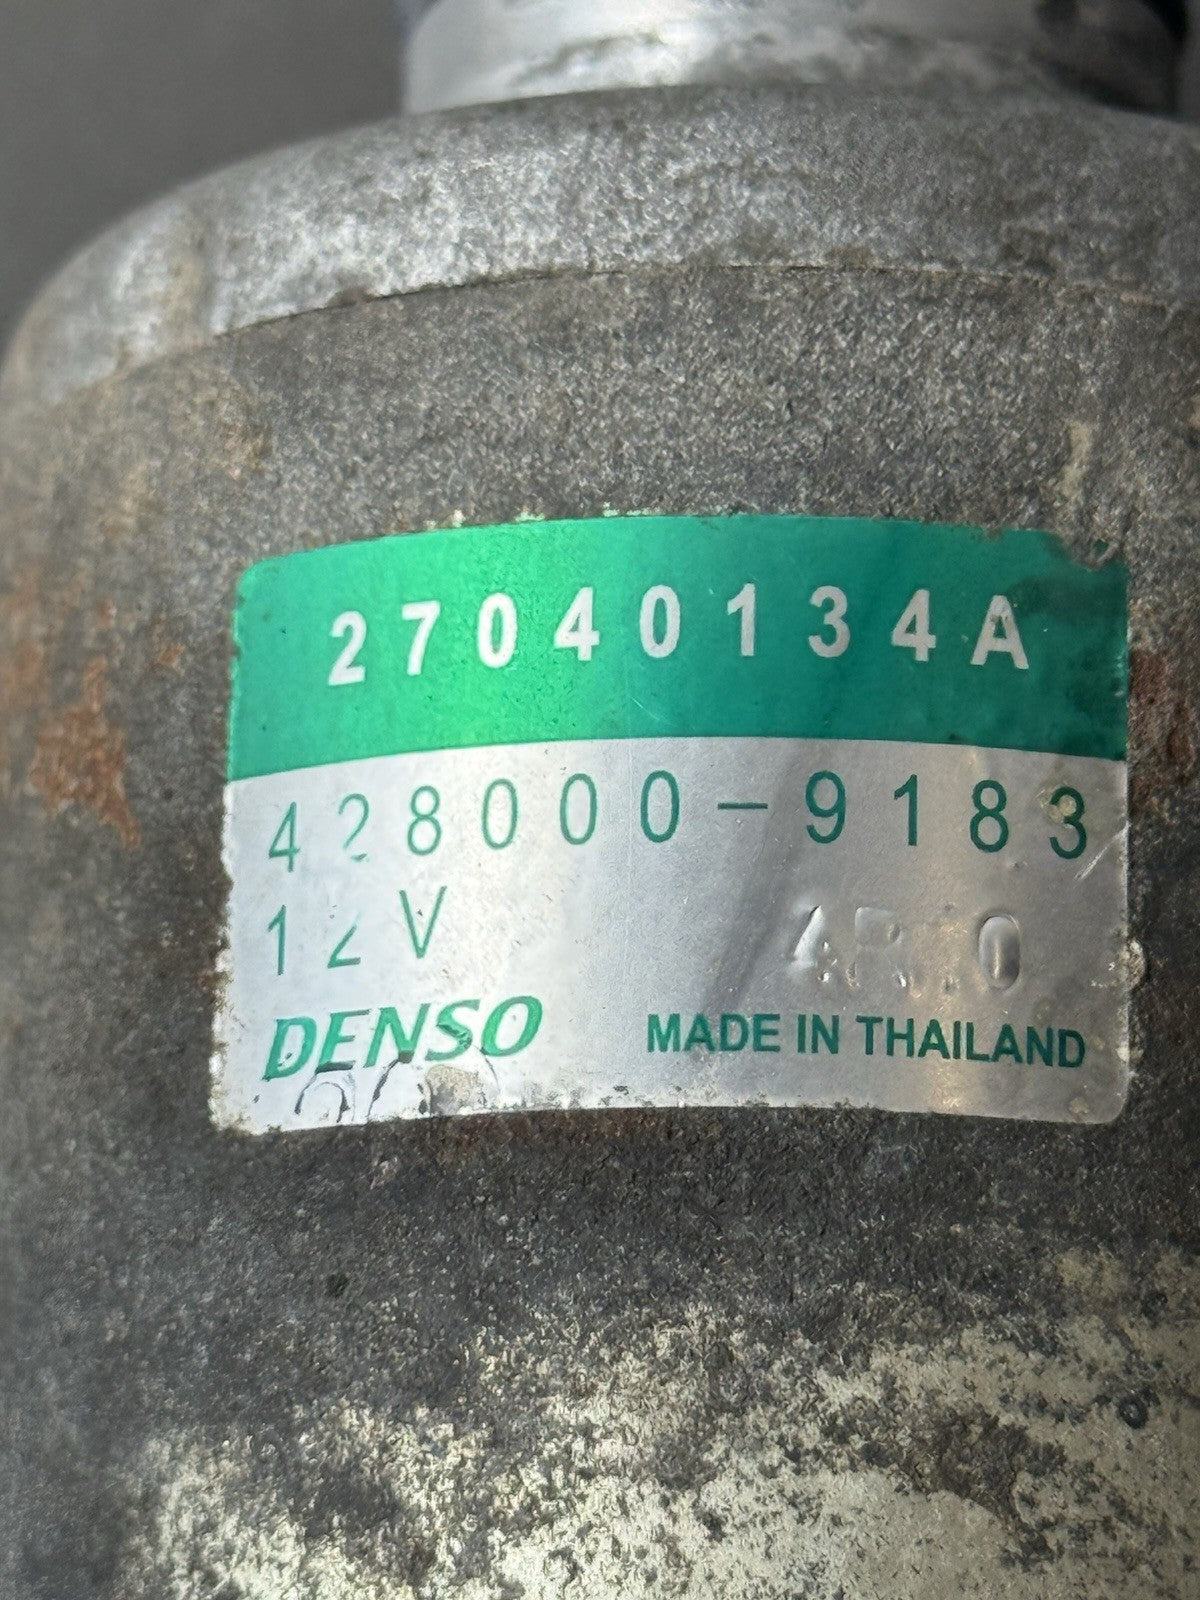 27040134A
428000-9183
12V
DENSO
MADE IN THAILAND